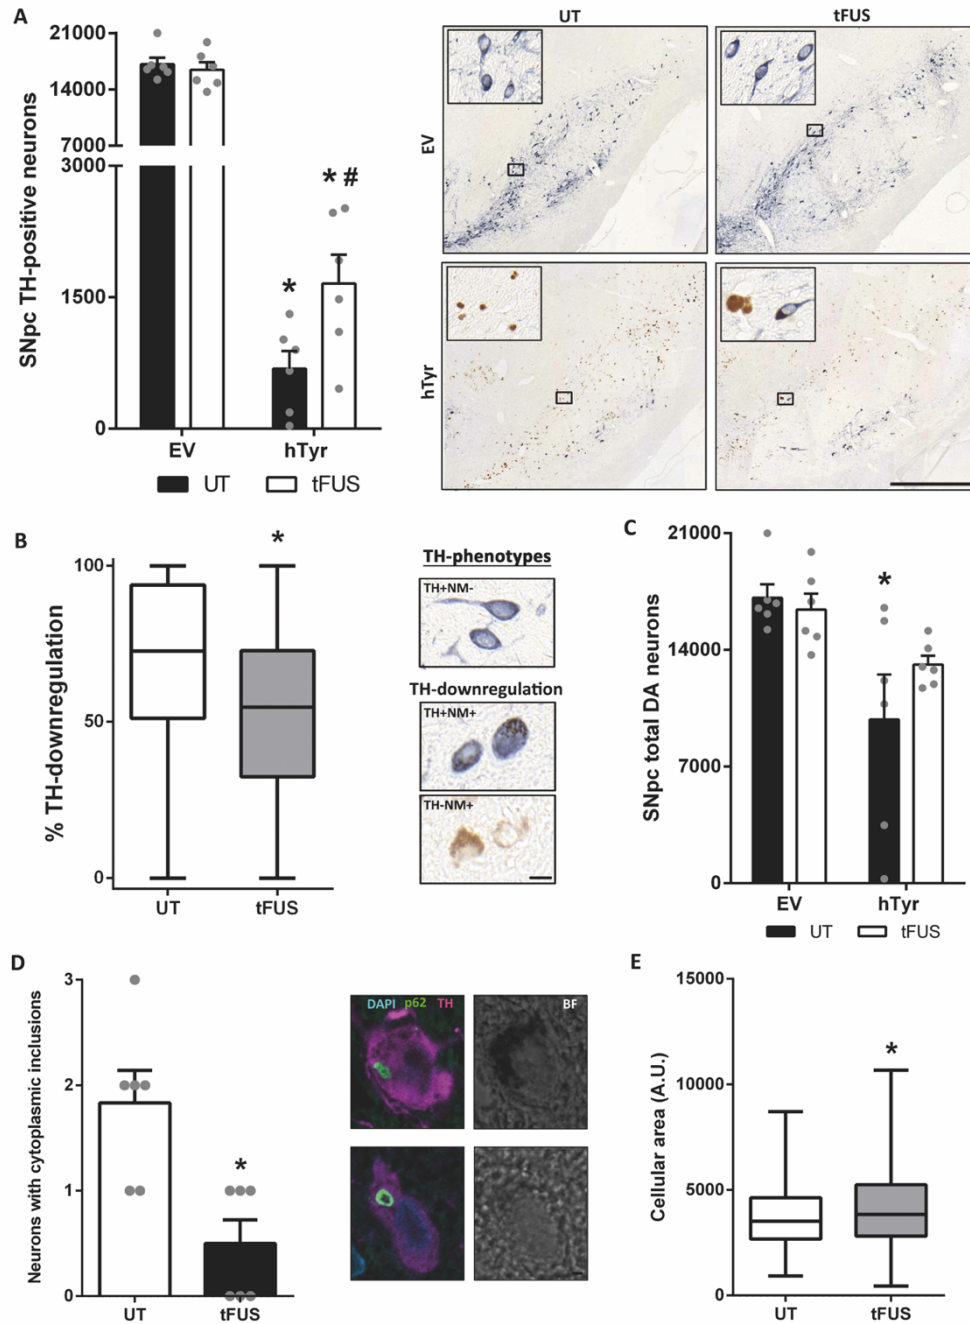 A
UT
tFUS
SNpc TH-positive neurons
21000
14000
7000
3000
1500
0
* #
*
EV
hTyr
UT
tFUS
EV
hTyr
B
% TH-downregulation
100
50
0
*
UT
tFUS
TH-phenotypes
TH+NM-
TH-downregulation
TH+NM+
TH-NM+
C
SNpc total DA neurons
21000
14000
7000
0
*
EV
hTyr
UT
tFUS
D
Neurons with cytoplasmic inclusions
3
2
1
0
*
UT
tFUS
DAPI p62 TH
BF
E
Cellular area (A.U.)
15000
10000
5000
0
*
UT
tFUS